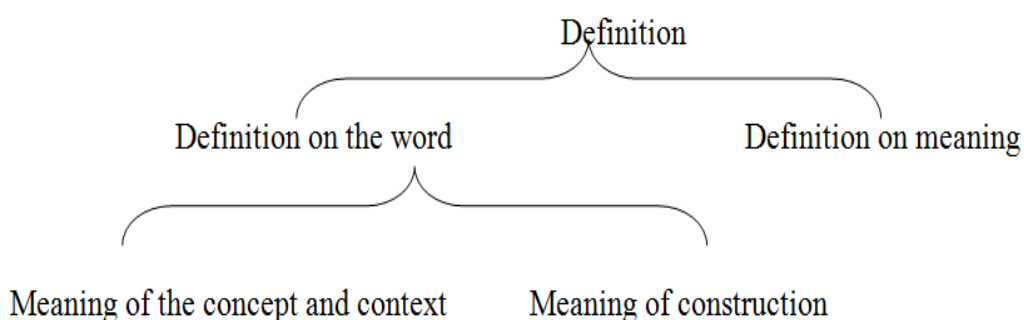 Definition
Definition on the word
Definition on meaning
Meaning of the concept and context
Meaning of construction